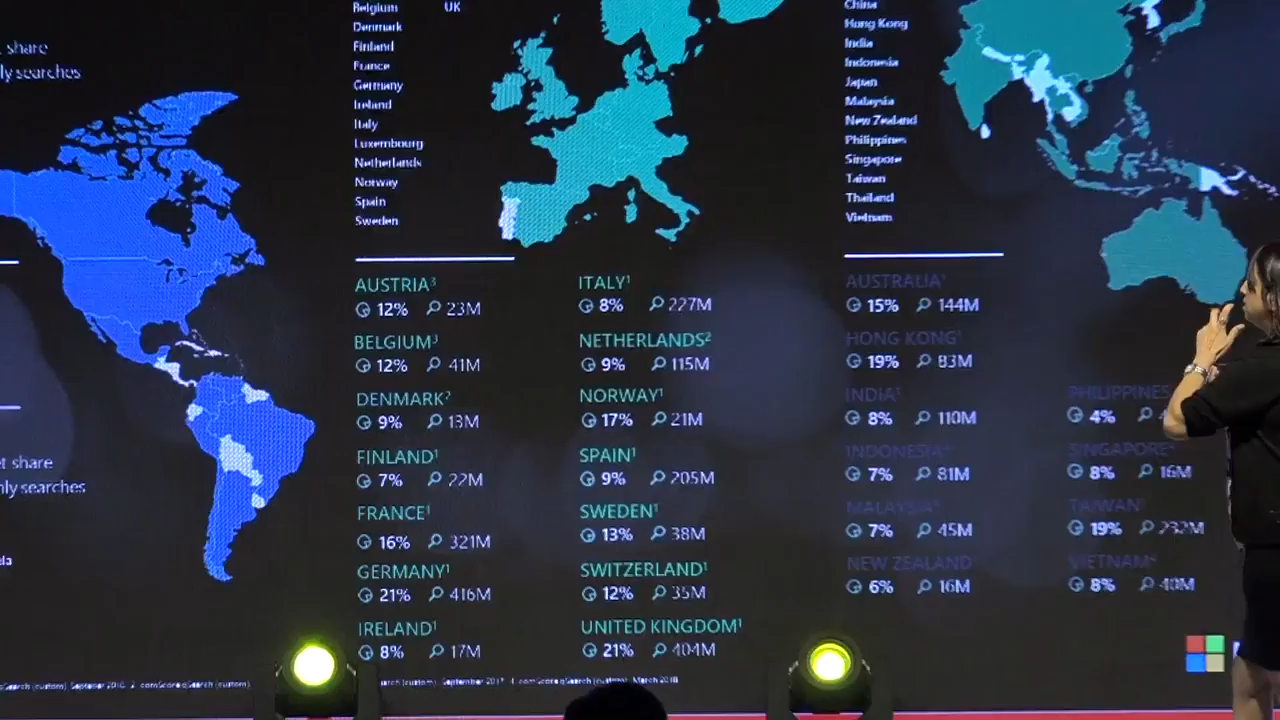 share
ly searches
t share
nly searches
Belgium UK
Denmark
Finland
France
Germany
Ireland
Italy
Luxembourg
Netherlands
Norway
Spain
Sweden
AUSTRIA³
12% 23M
BELGIUM³
12% 41M
DENMARK²
9% 13M
FINLAND¹
7% 22M
FRANCE¹
16% 321M
GERMANY¹
21% 416M
IRELAND¹
8% 17M
ITALY¹
8% 227M
NETHERLANDS²
9% 115M
NORWAY¹
17% 21M
SPAIN¹
9% 205M
SWEDEN¹
13% 38M
SWITZERLAND¹
12% 35M
UNITED KINGDOM¹
21% 404M
China
Hong Kong
India
Indonesia
Japan
Malaysia
New Zealand
Philippines
Singapore
Taiwan
Thailand
Vietnam
AUSTRALIA¹
15% 144M
HONG KONG¹
19% 83M
INDIA¹
8% 110M
INDONESIA⁴
7% 81M
MALAYSIA⁴
7% 45M
NEW ZEALAND
6% 16M
PHILIPPINES
4%
SINGAPORE⁴
8% 16M
TAIWAN¹
19% 232M
VIETNAM⁴
8% 40M